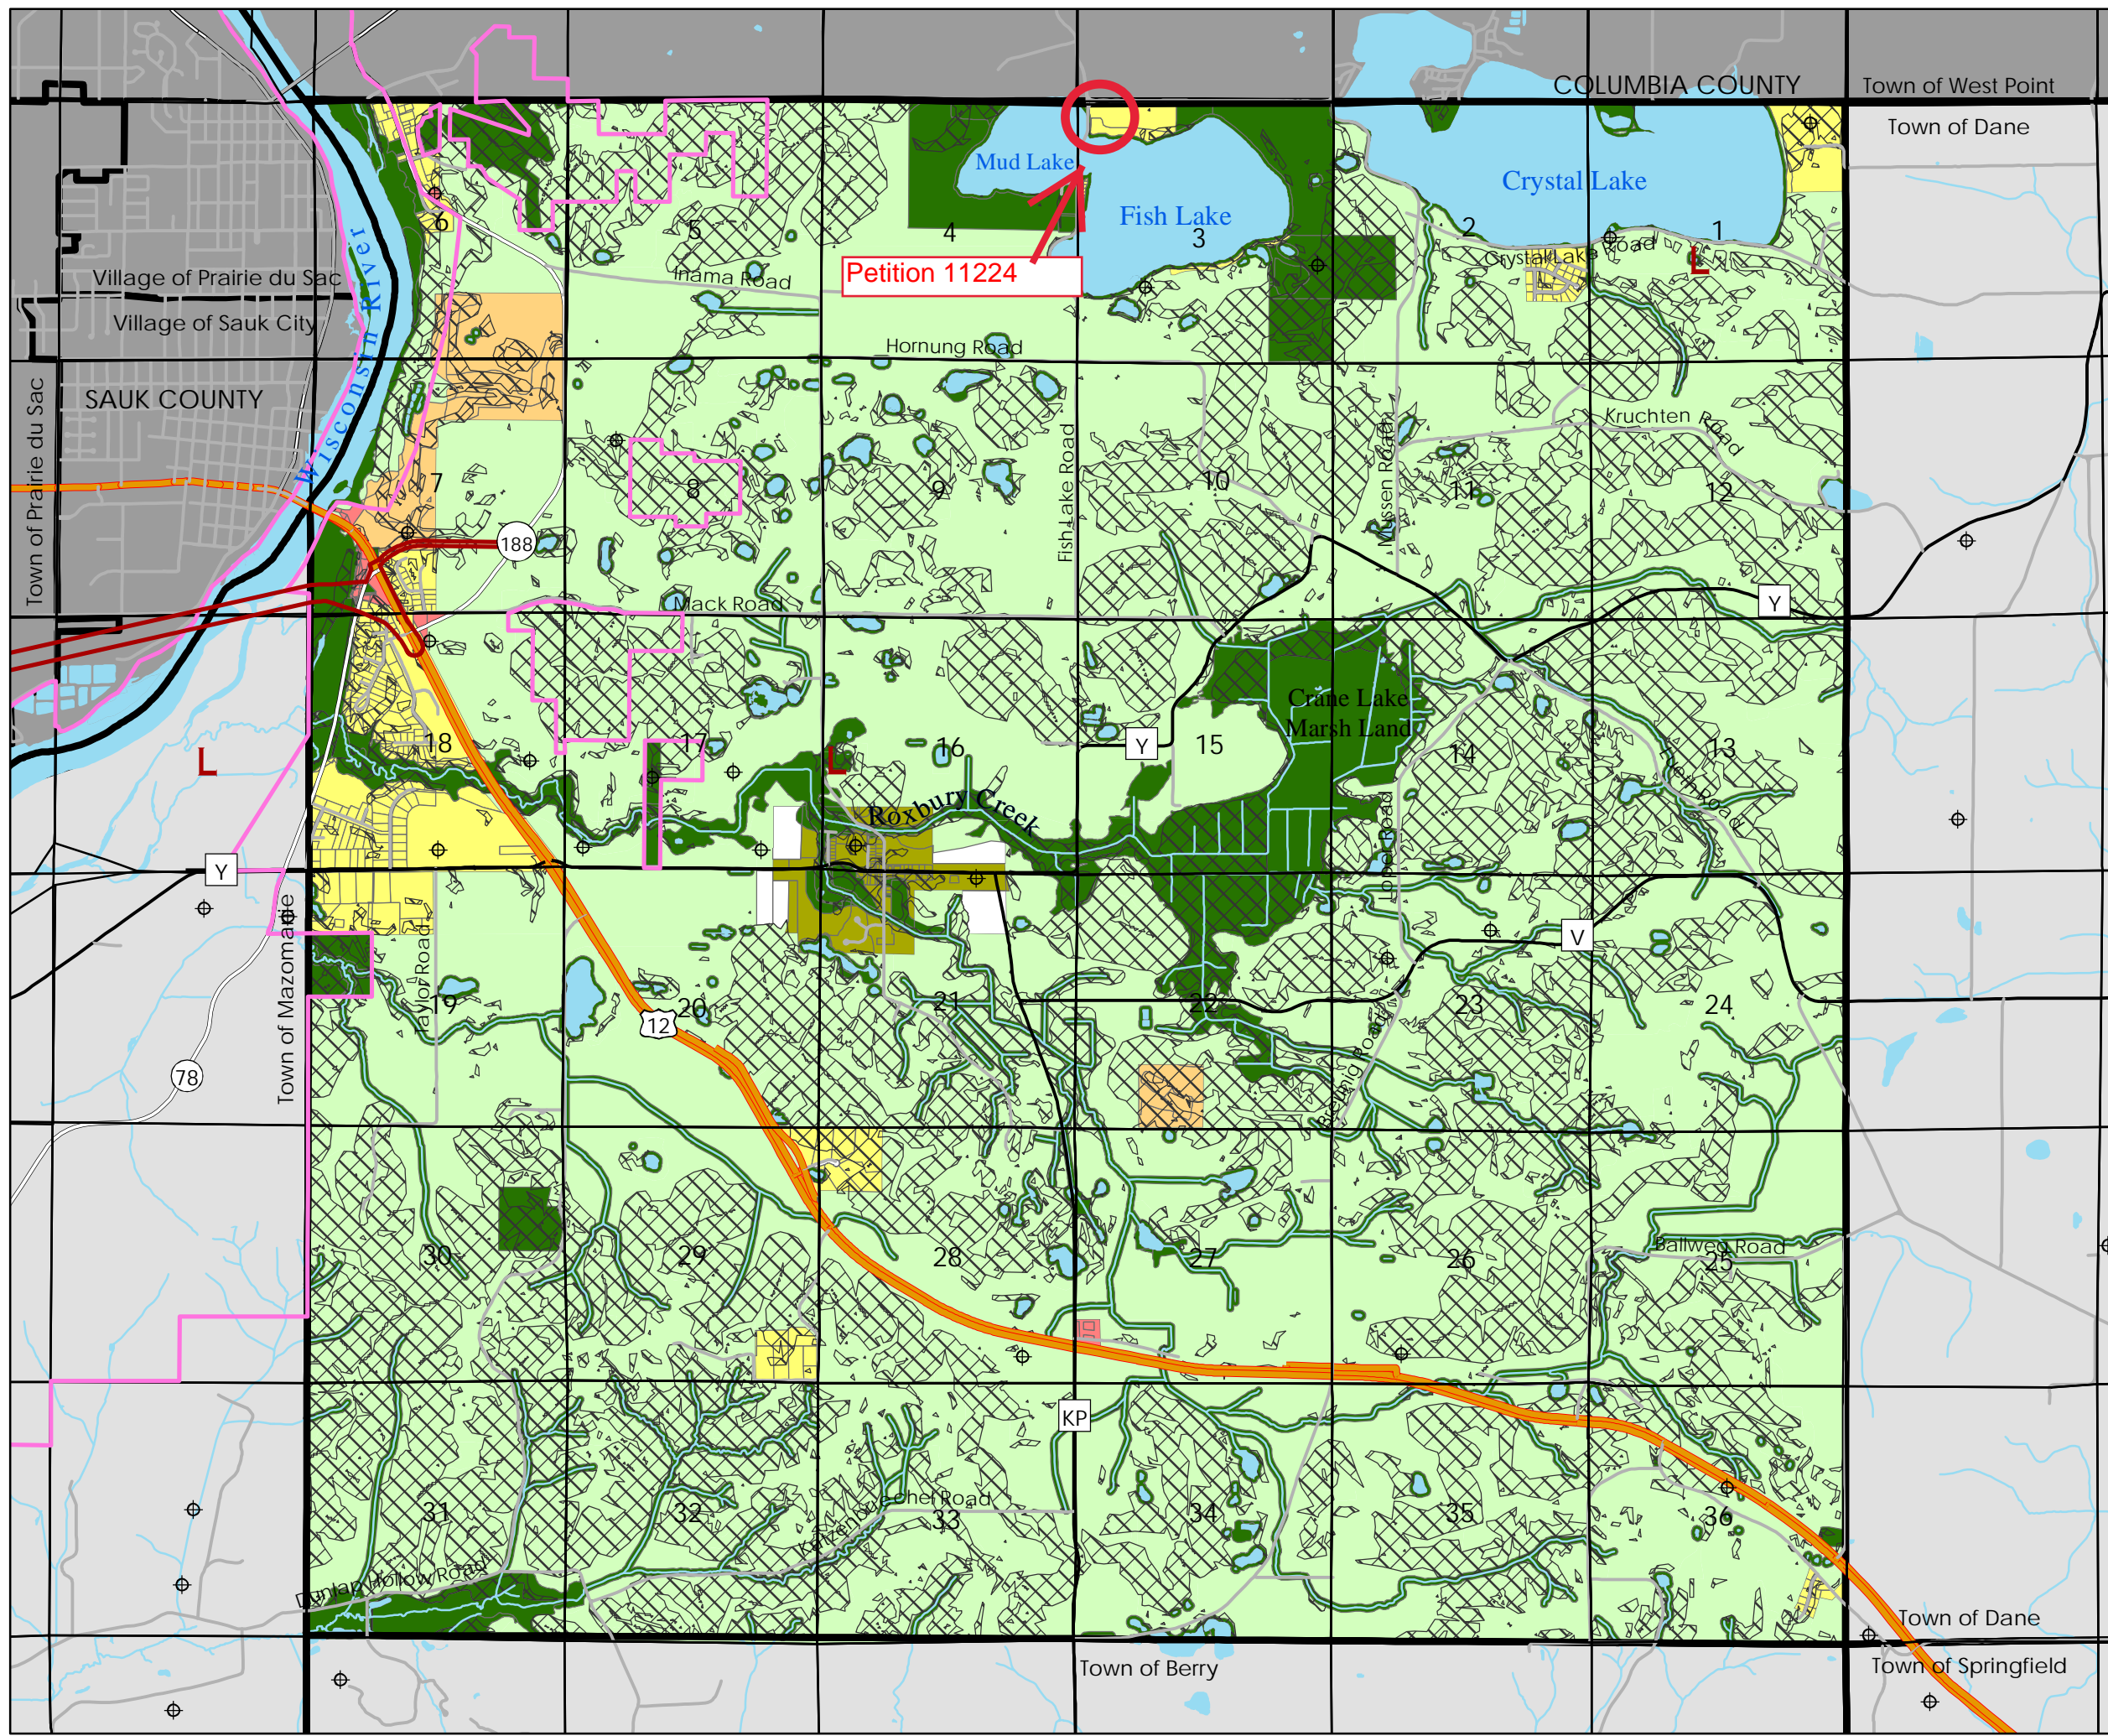 COLUMBIA COUNTY
Town of West Point
Town of Dane
Mud Lake
Crystal Lake
Fish Lake
6
5
4
3
2
1
Crystal Lake Road
L
Petition 11224
Inama Road
Village of Prairie du Sac
Village of Sauk City
Wisconsin River
Hornung Road
SAUK COUNTY
Town of Prairie du Sac
Kruchten Road
Fish Lake Road
Mussen Road
7
8
9
10
11
12
188
Mack Road
Y
Crane Lake
Marsh Land
L
18
17
L
16
Y
15
14
13
Roxbury Creek
Lippel Road
Y
Town of Mazomanie
Taylor Road
V
19
20
21
22
23
24
12
78
Breunig Road
30
29
28
27
26
Ballweg Road
25
KP
31
32
33
34
35
36
Dunlap Hollow Road
Town of Dane
Town of Berry
Town of Springfield